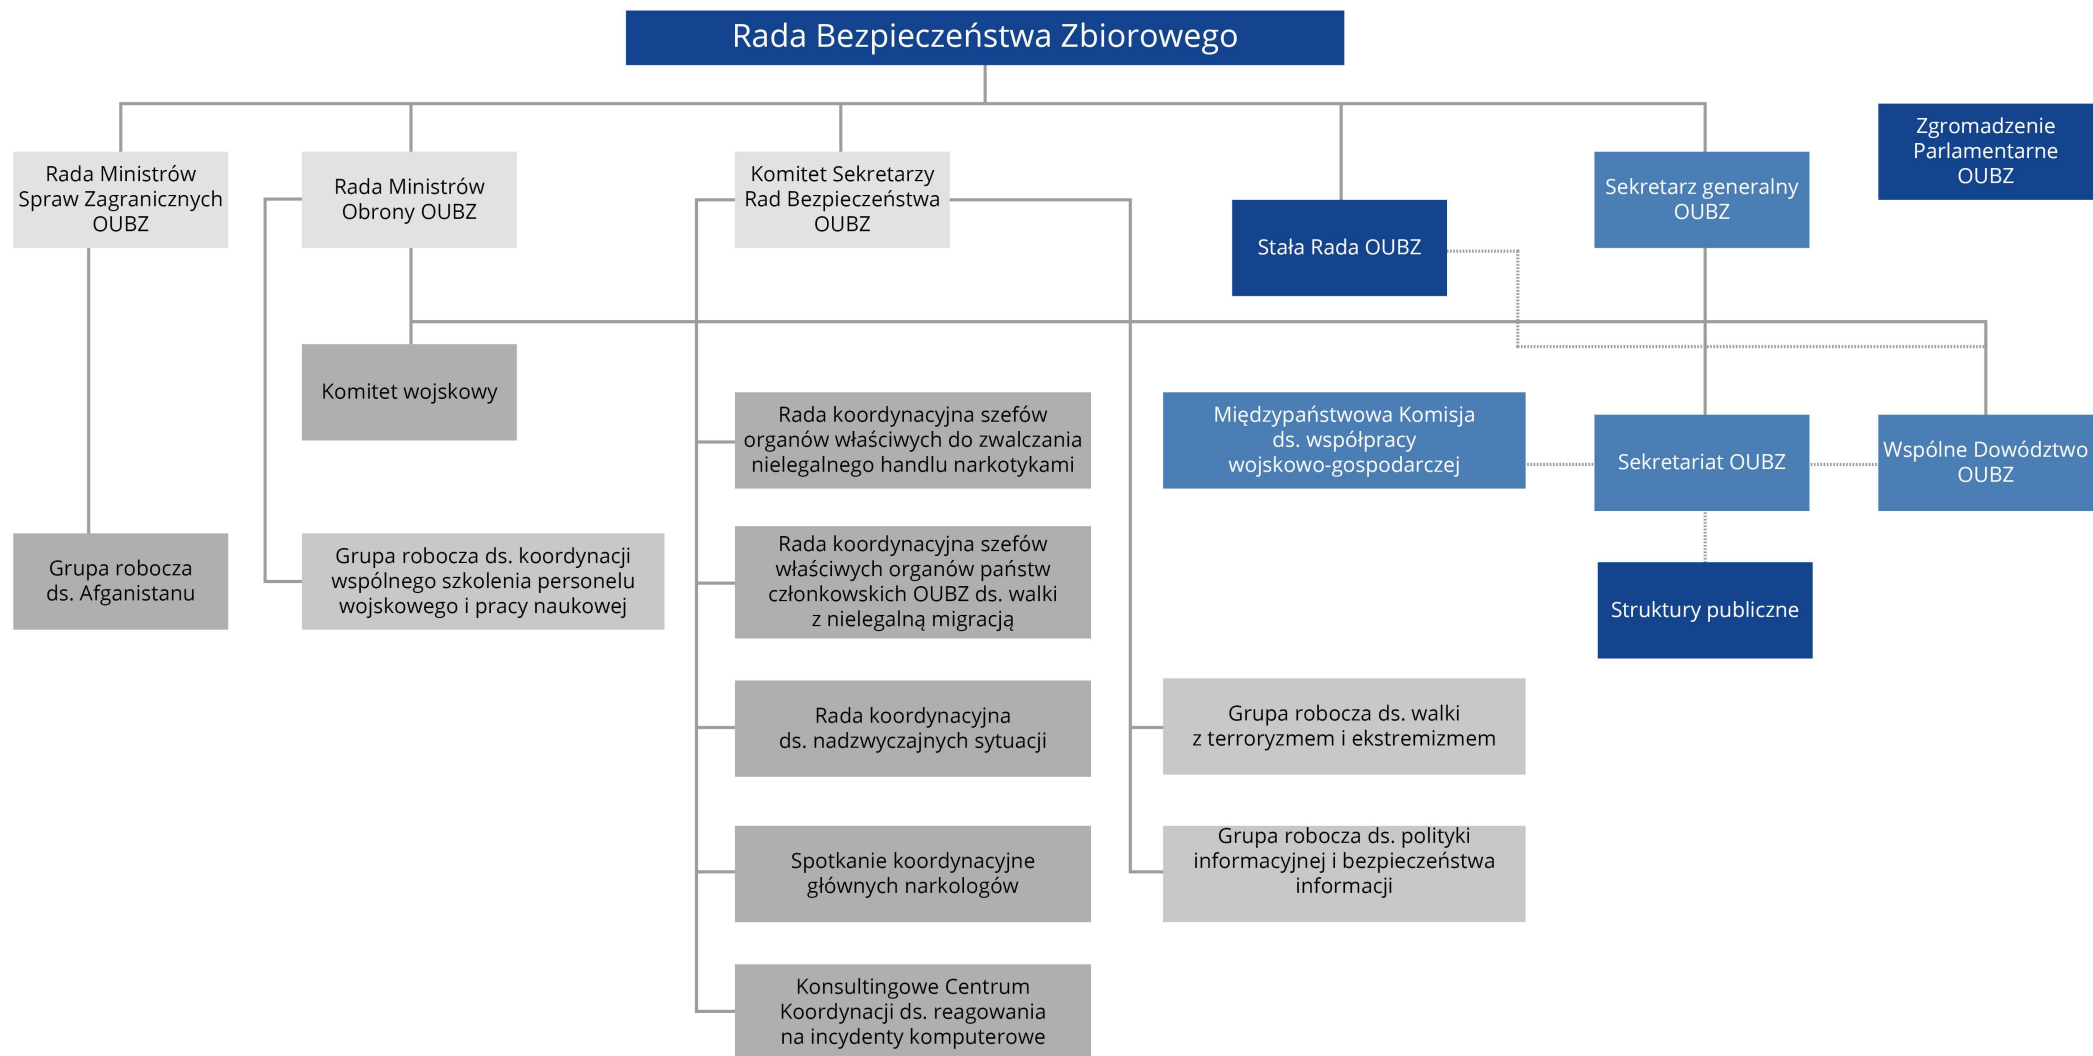 Rada Bezpieczeństwa Zbiorowego
Rada Ministrów
Spraw Zagranicznych
OUBZ
Rada Ministrów
Obrony OUBZ
Komitet Sekretarzy
Rad Bezpieczeństwa
OUBZ
Stała Rada OUBZ
Sekretarz generalny
OUBZ
Zgromadzenie
Parlamentarne
OUBZ
Komitet wojskowy
Rada koordynacyjna szefów
organów właściwych do zwalczania
nielegalnego handlu narkotykami
Międzypaństwowa Komisja
ds. współpracy
wojskowo-gospodarczej
Sekretariat OUBZ
Wspólne Dowództwo
OUBZ
Grupa robocza
ds. Afganistanu
Grupa robocza ds. koordynacji
wspólnego szkolenia personelu
wojskowego i pracy naukowej
Rada koordynacyjna szefów
właściwych organów państw
członkowskich OUBZ ds. walki
z nielegalną migracją
Struktury publiczne
Rada koordynacyjna
ds. nadzwyczajnych sytuacji
Grupa robocza ds. walki
z terroryzmem i ekstremizmem
Spotkanie koordynacyjne
głównych narkologów
Grupa robocza ds. polityki
informacyjnej i bezpieczeństwa
informacji
Konsultingowe Centrum
Koordynacji ds. reagowania
na incydenty komputerowe